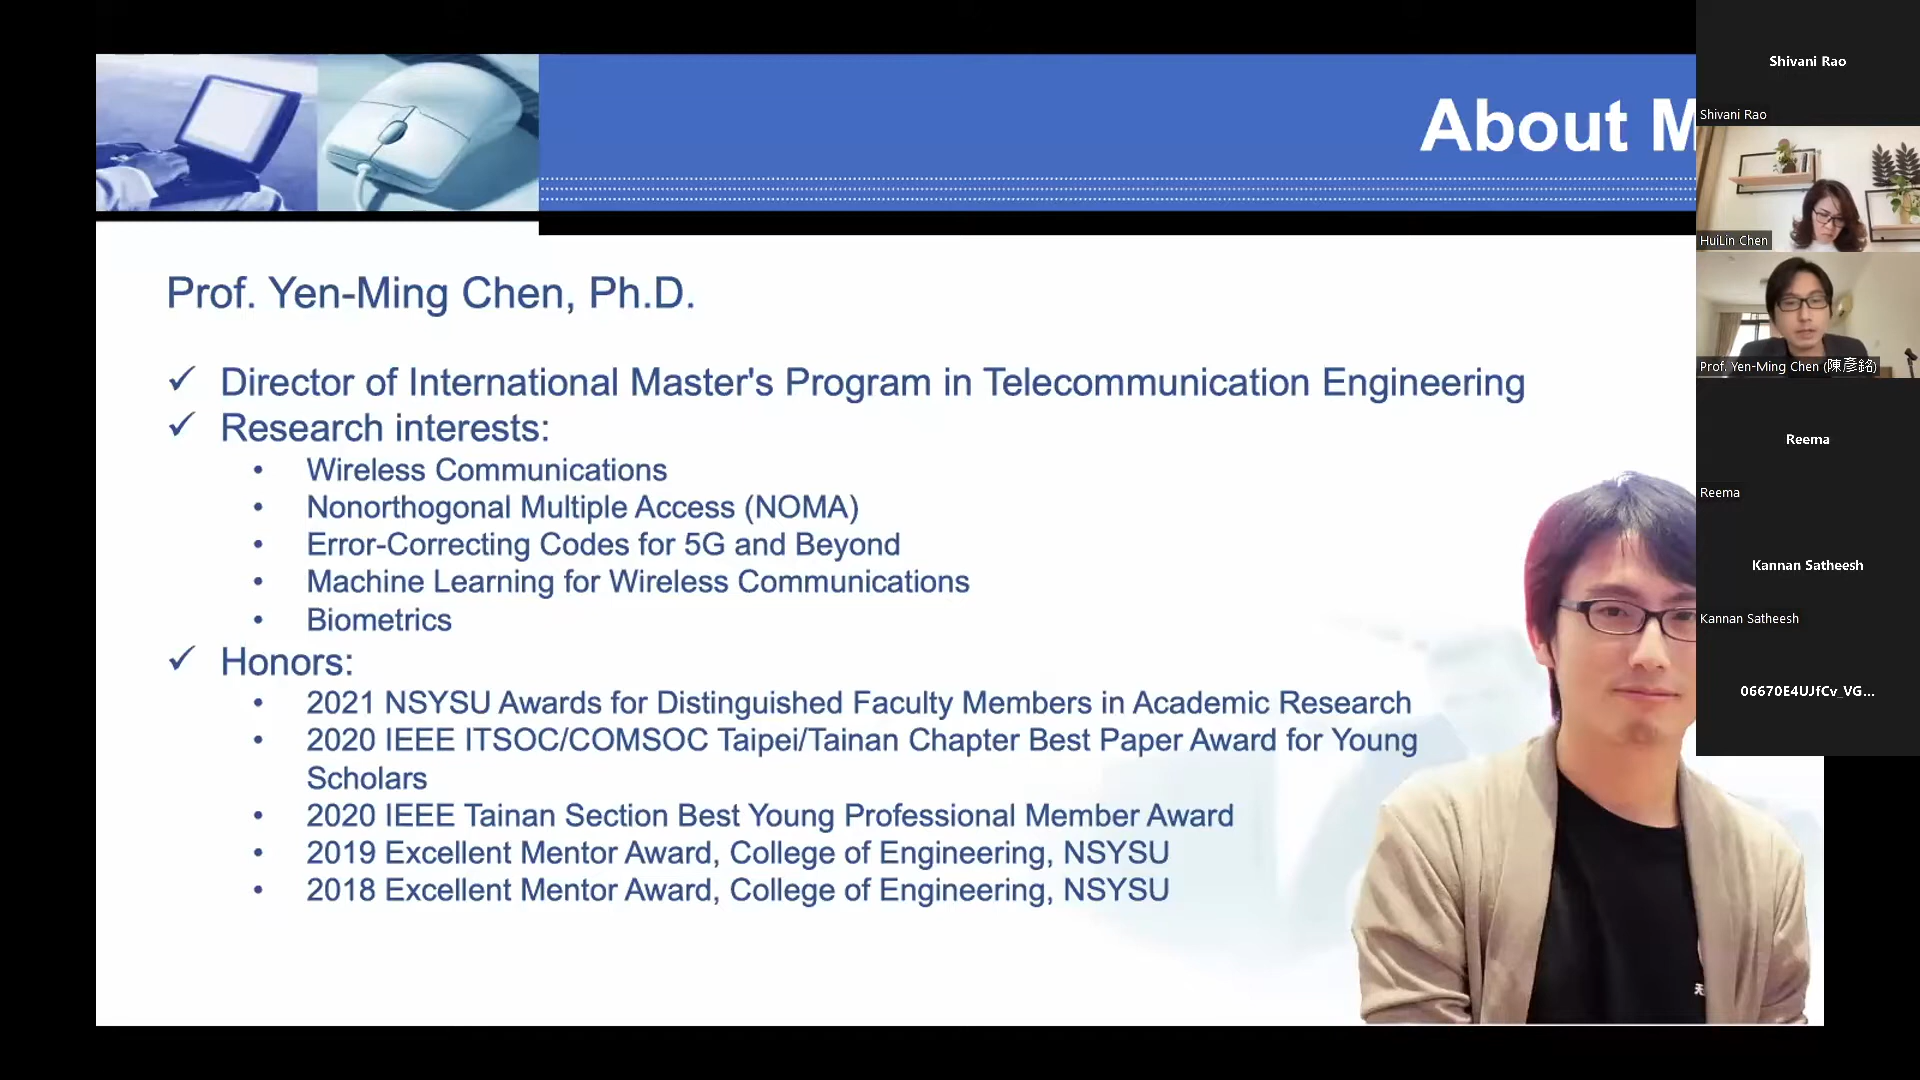 About M
Prof. Yen-Ming Chen, Ph.D.
✓ Director of International Master's Program in Telecommunication Engineering
✓ Research interests:
• Wireless Communications
• Nonorthogonal Multiple Access (NOMA)
• Error-Correcting Codes for 5G and Beyond
• Machine Learning for Wireless Communications
• Biometrics
✓ Honors:
• 2021 NSYSU Awards for Distinguished Faculty Members in Academic Research
• 2020 IEEE ITSOC/COMSOC Taipei/Tainan Chapter Best Paper Award for Young
Scholars
• 2020 IEEE Tainan Section Best Young Professional Member Award
• 2019 Excellent Mentor Award, College of Engineering, NSYSU
• 2018 Excellent Mentor Award, College of Engineering, NSYSU
Shivani Rao
Shivani Rao
HuiLin Chen
Prof. Yen-Ming Chen (陳彥銘)
Reema
Reema
Kannan Satheesh
Kannan Satheesh
06670E4UJfCv_VG...